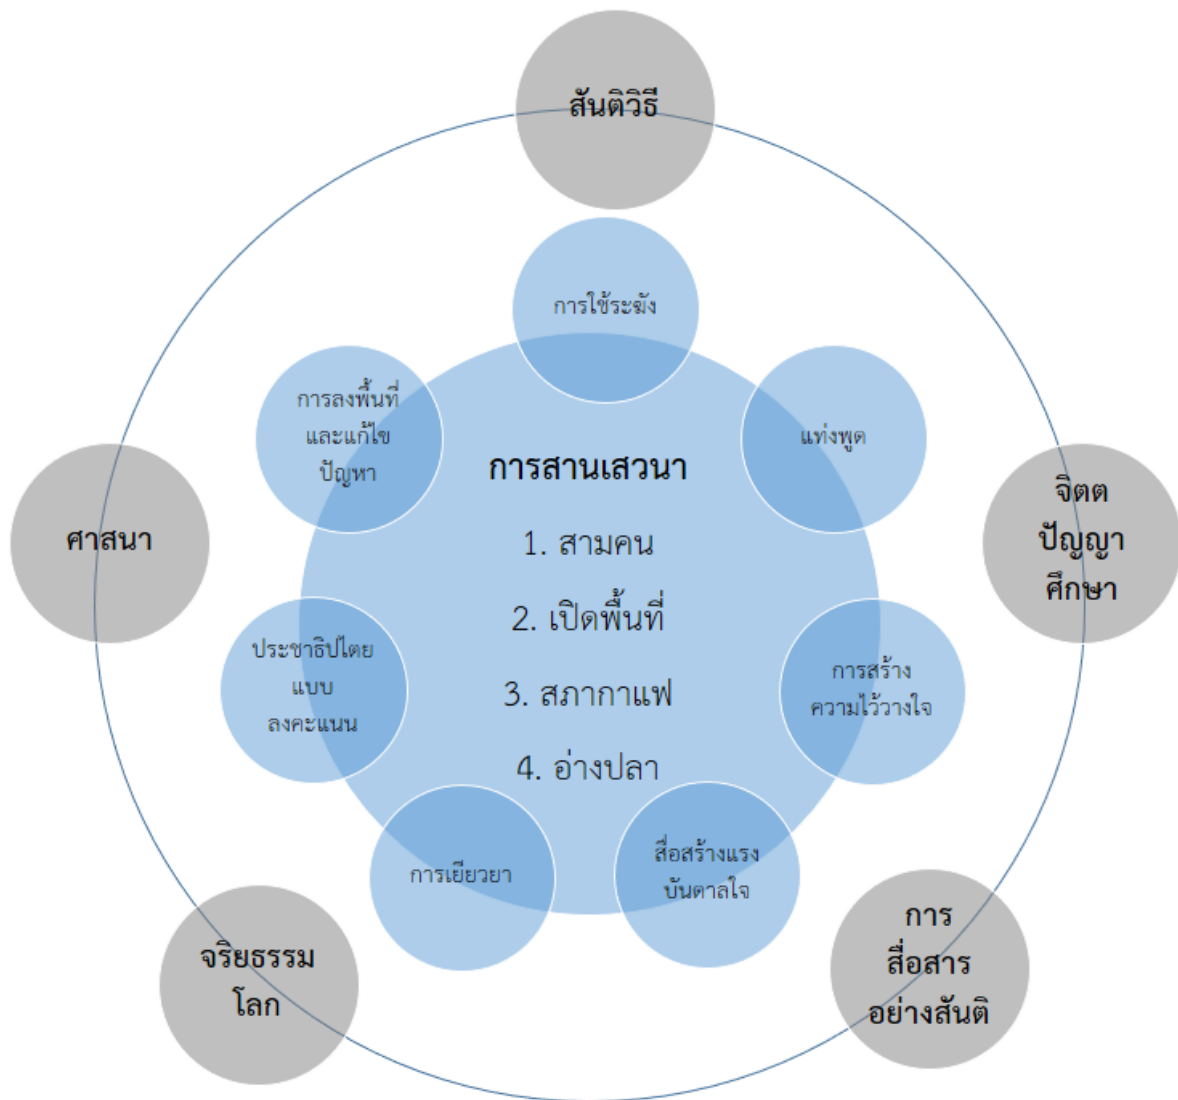 สันติวิธี
การใช้ระฆัง
การลงพื้นที่
และแก้ไข
ปัญหา
แท่งพูด
การสานเสวนา
1. สามคน
2. เปิดพื้นที่
3. สภากาแฟ
4. อ่างปลา
ศาสนา
จิตต
ปัญญา
ศึกษา
ประชาธิปไตย
แบบ
ลงคะแนน
การสร้าง
ความไว้วางใจ
การเยียวยา
สื่อสร้างแรง
บันดาลใจ
จริยธรรม
โลก
การ
สื่อสาร
อย่างสันติ